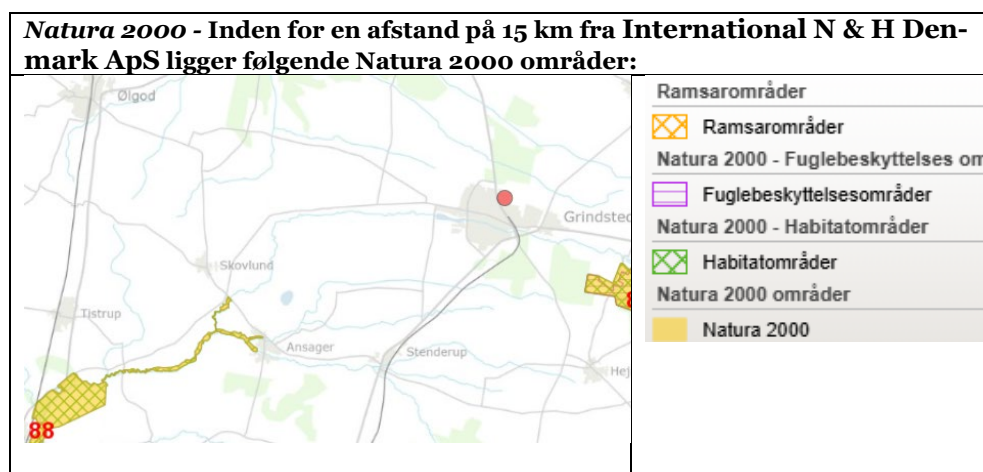 Natura 2000 - Inden for en afstand på 15 km fra International N & H Den-
mark ApS ligger følgende Natura 2000 områder:
Ølgod
Grindsted
Skovlund
Tistrup
Ansager
Stenderup
Hej
88
Ramsarområder
Ramsarområder
Natura 2000 - Fuglebeskyttelses om
Fuglebeskyttelsesområder
Natura 2000 - Habitatområder
Habitatområder
Natura 2000 områder
Natura 2000